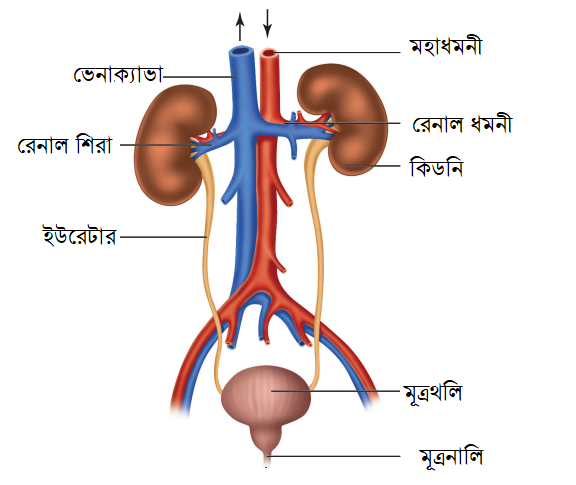 মহাধমনী
ভেনাক্যাভা
রেনাল ধমনী
রেনাল শিরা
কিডনি
ইউরেটার
মূত্রথলি
মূত্রনালি